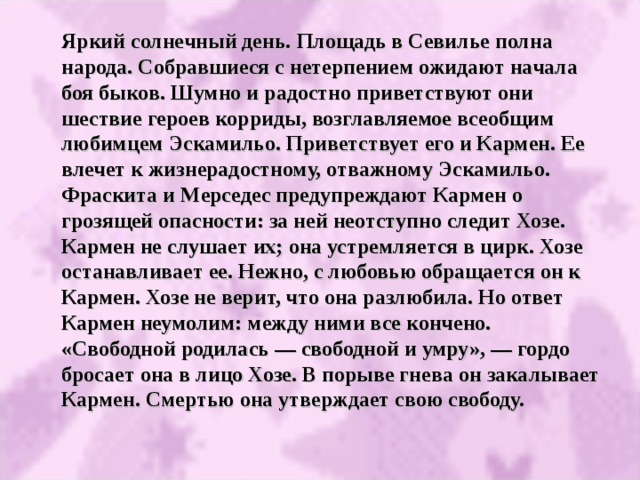 Яркий солнечный день. Площадь в Севилье полна
народа. Собравшиеся с нетерпением ожидают начала
боя быков. Шумно и радостно приветствуют они
шествие героев корриды, возглавляемое всеобщим
любимцем Эскамильо. Приветствует его и Кармен. Ее
влечет к жизнерадостному, отважному Эскамильо.
Фраскита и Мерседес предупреждают Кармен о
грозящей опасности: за ней неотступно следит Хозе.
Кармен не слушает их; она устремляется в цирк. Хозе
останавливает ее. Нежно, с любовью обращается он к
Кармен. Хозе не верит, что она разлюбила. Но ответ
Кармен неумолим: между ними все кончено.
«Свободной родилась — свободной и умру», — гордо
бросает она в лицо Хозе. В порыве гнева он закалывает
Кармен. Смертью она утверждает свою свободу.